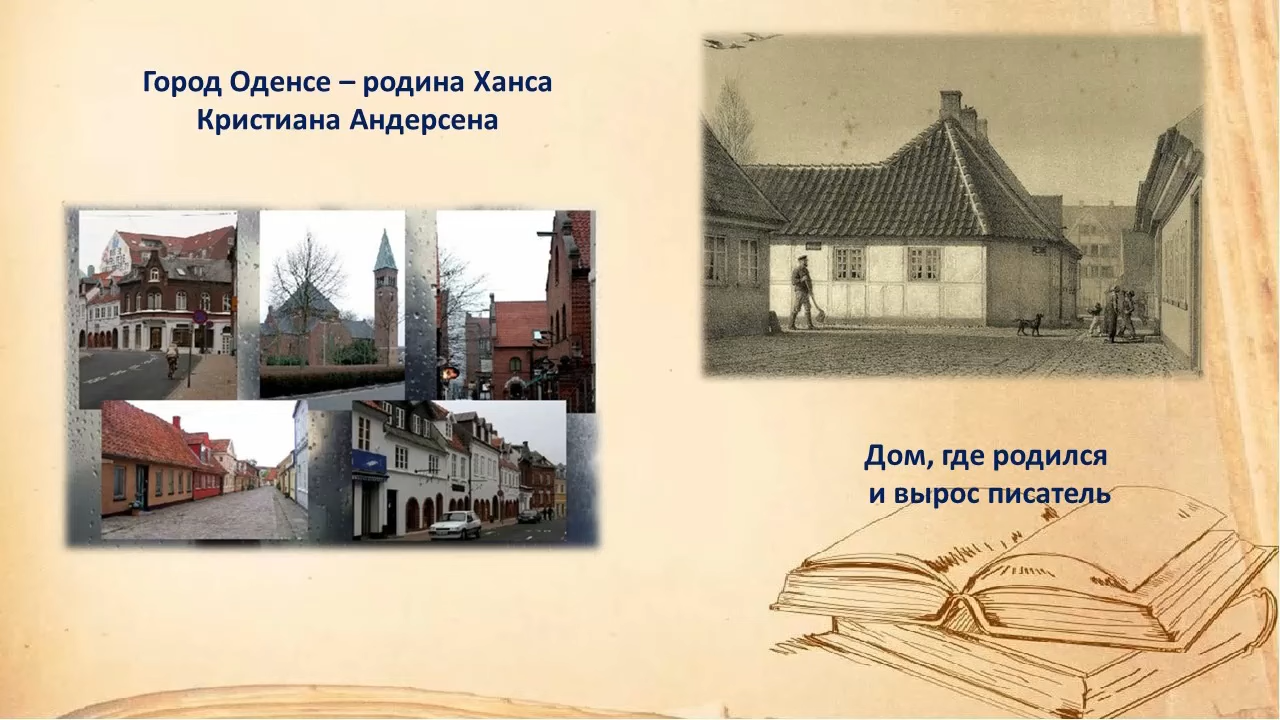 Город Оденсе – родина Ханса
Кристиана Андерсена
Дом, где родился
и вырос писатель